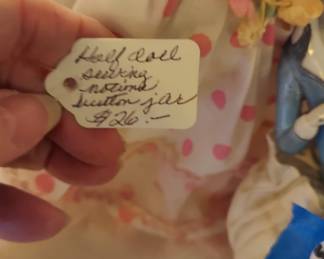 Half doll
sewing
notions
button jar
$26.—